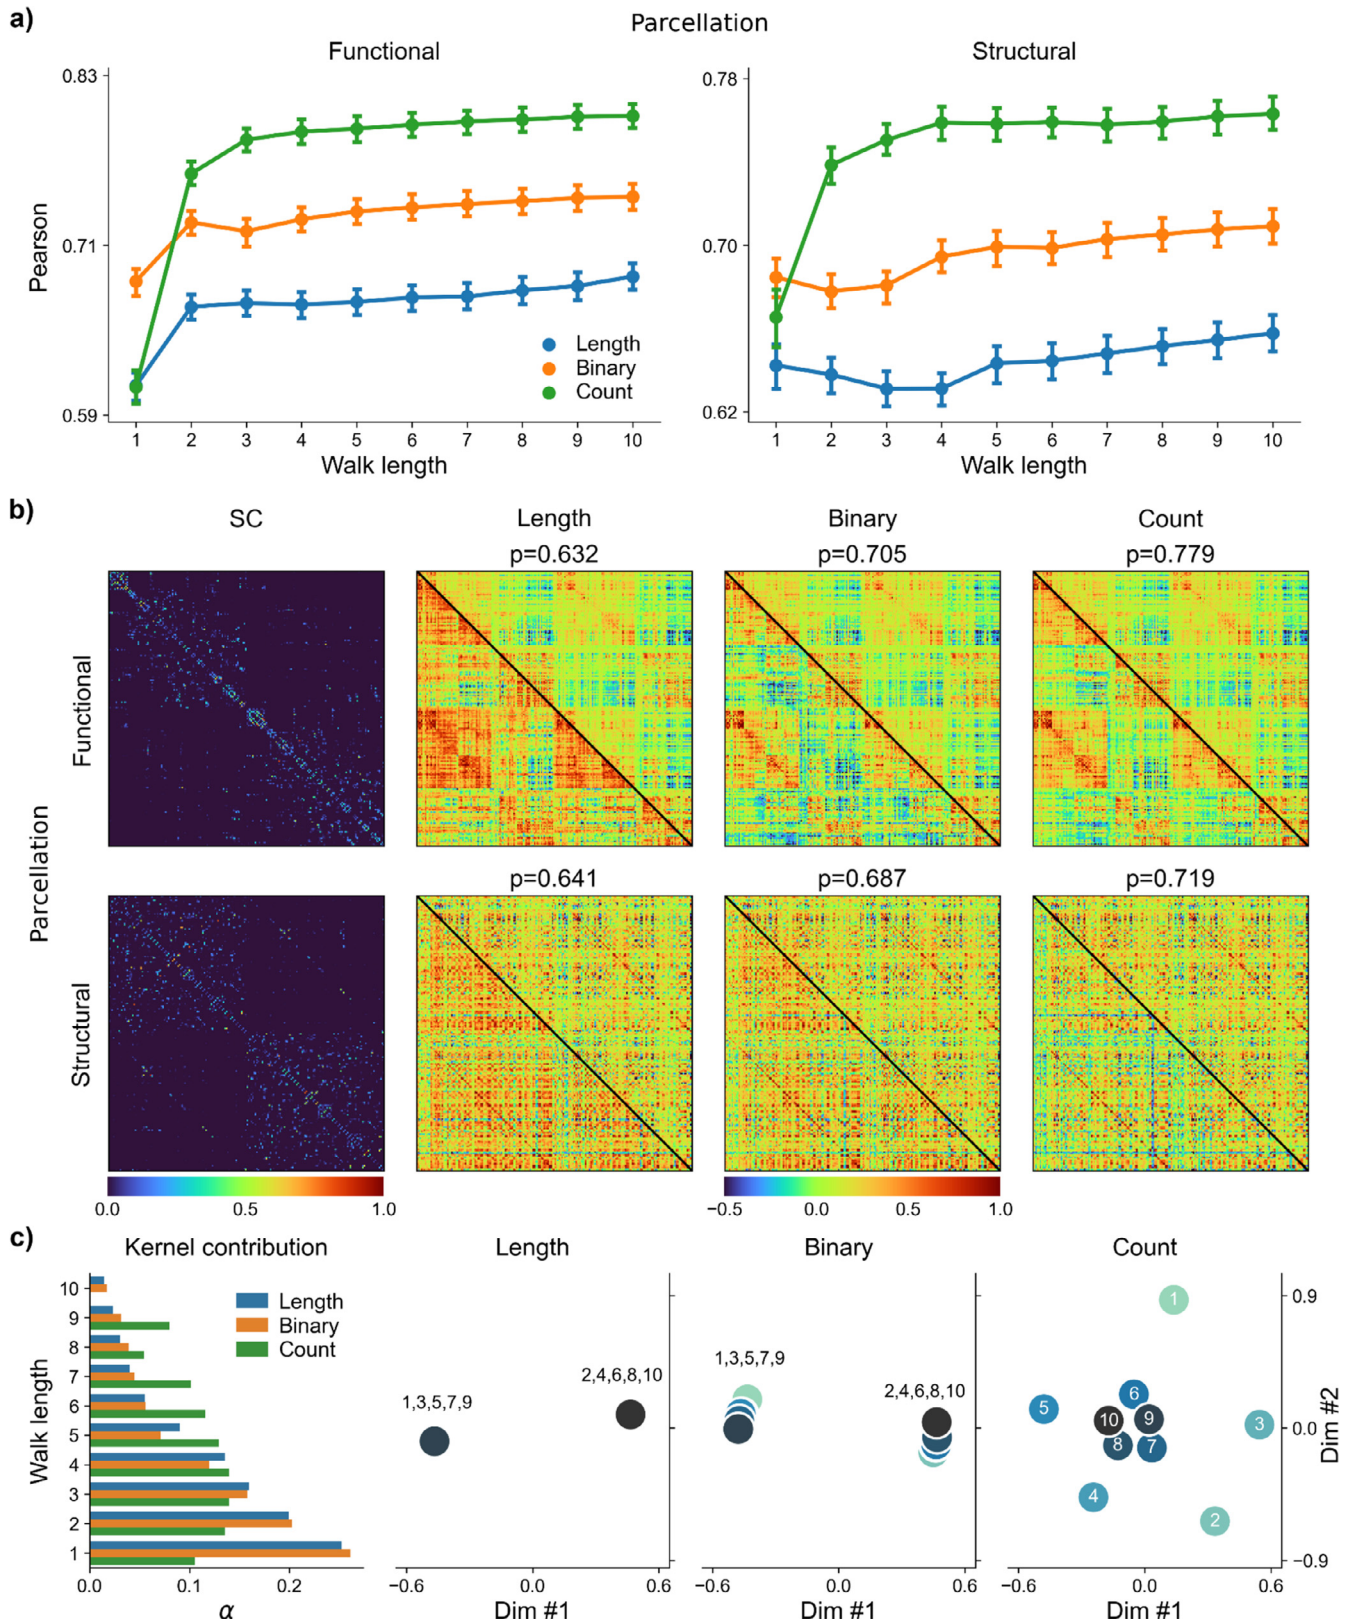 a)
Parcellation
Functional
Structural
0.83
0.71
0.59
Pearson
1 2 3 4 5 6 7 8 9 10
Walk length
Length
Binary
Count
0.78
0.70
0.62
1 2 3 4 5 6 7 8 9 10
Walk length
b)
SC
Length
Binary
Count
p=0.632
p=0.705
p=0.779
Parcellation
Functional
p=0.641
p=0.687
p=0.719
Structural
0.0 0.5 1.0
−0.5 0.0 0.5 1.0
c)
Kernel contribution
Length
Binary
Count
Walk length
10
9
8
7
6
5
4
3
2
1
Length
Binary
Count
0.0 0.1 0.2
α
1,3,5,7,9
2,4,6,8,10
−0.6 0.0 0.6
Dim #1
1,3,5,7,9
2,4,6,8,10
−0.6 0.0 0.6
Dim #1
1
6
5
10
9
3
8
7
4
2
−0.6 0.0 0.6
Dim #1
0.9
0.0
−0.9
Dim #2